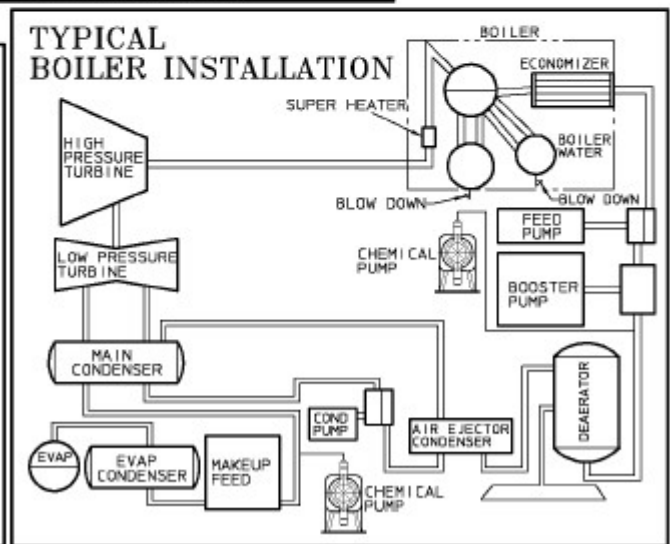 TYPICAL
BOILER INSTALLATION
BOILER
ECONOMIZER
SUPER HEATER
HIGH
PRESSURE
TURBINE
BOILER
WATER
BLOW DOWN
BLOW DOWN
FEED
PUMP
CHEMICAL
PUMP
LOW PRESSURE
TURBINE
BOOSTER
PUMP
MAIN
CONDENSER
DEAERATOR
COND
PUMP
AIR EJECTOR
CONDENSER
EVAP
EVAP
CONDENSER
MAKEUP
FEED
CHEMICAL
PUMP